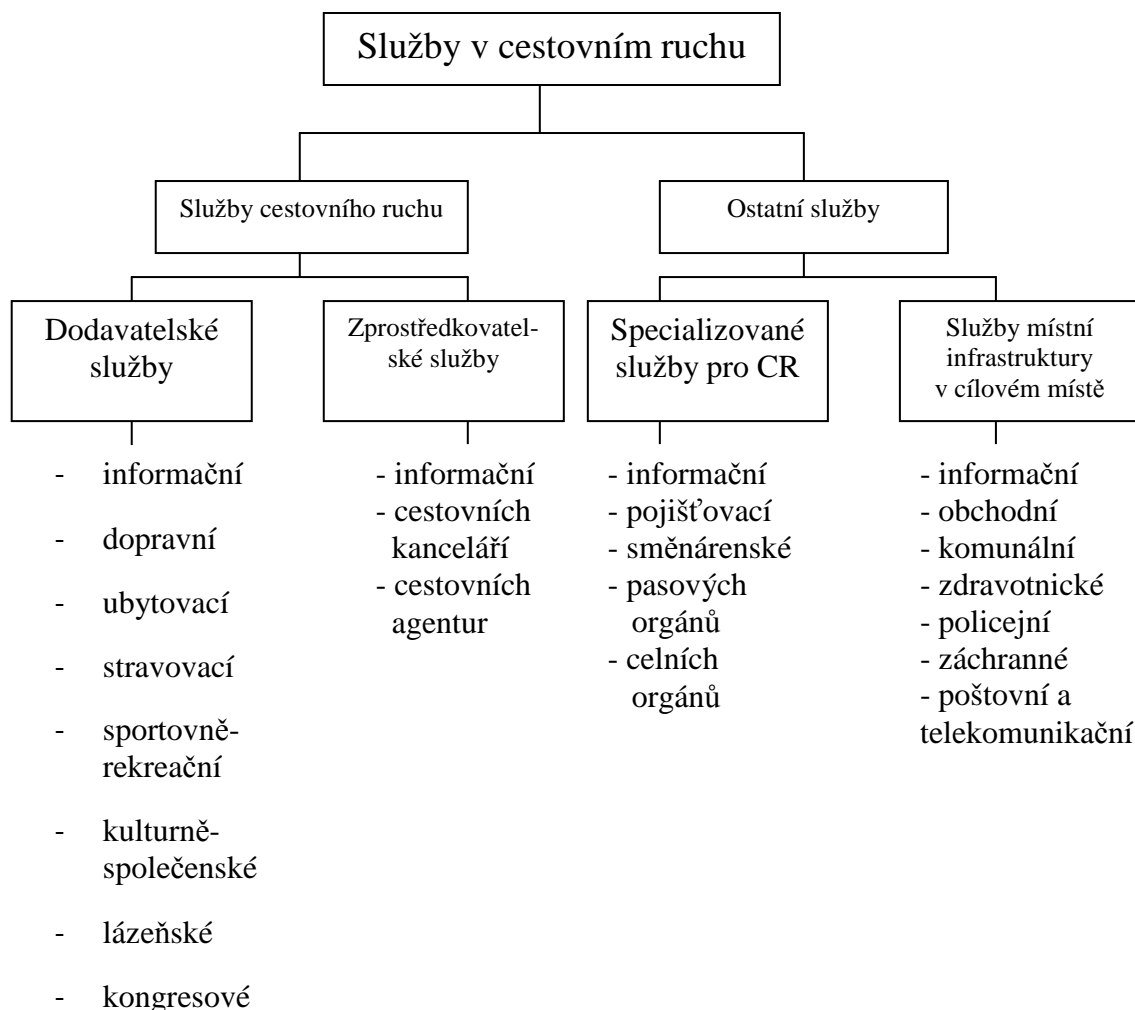 Služby v cestovním ruchu
Služby cestovního ruchu
Ostatní služby
Dodavatelské
služby
Zprostředkovatel-
ské služby
Specializované
služby pro CR
Služby místní
infrastruktury
v cílovém místě
- informační
- dopravní
- ubytovací
- stravovací
- sportovně-
rekreační
- kulturně-
společenské
- lázeňské
- kongresové
- informační
- cestovních
kanceláří
- cestovních
agentur
- informační
- pojišťovací
- směnárenské
- pasových
orgánů
- celních
orgánů
- informační
- obchodní
- komunální
- zdravotnické
- policejní
- záchranné
- poštovní a
telekomunikační